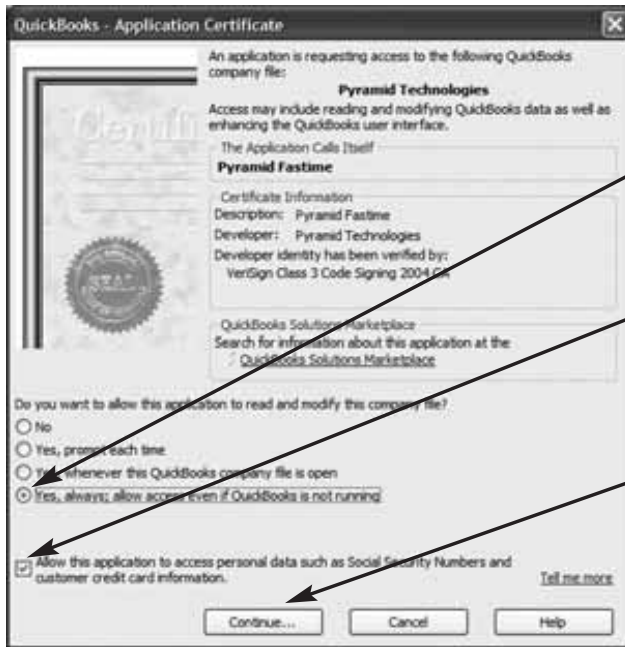 QuickBooks - Application Certificate
An application is requesting access to the following QuickBooks
company file:
Pyramid Technologies
Access may include reading and modifying QuickBooks data as well as
enhancing the QuickBooks user interface.
The Application Calls Itself
Pyramid Fastime
Certificate Information
Description: Pyramid Fastime
Developer: Pyramid Technologies
Developer identity has been verified by:
VeriSign Class 3 Code Signing 2004 CA
QuickBooks Solutions Marketplace
Search for information about this application at the
QuickBooks Solutions Marketplace
Do you want to allow this application to read and modify this company file?
No
Yes, prompt each time
Yes, whenever this QuickBooks company file is open
Yes, always; allow access even if QuickBooks is not running
Allow this application to access personal data such as Social Security Numbers and
customer credit card information.
Tell me more
Continue...
Cancel
Help